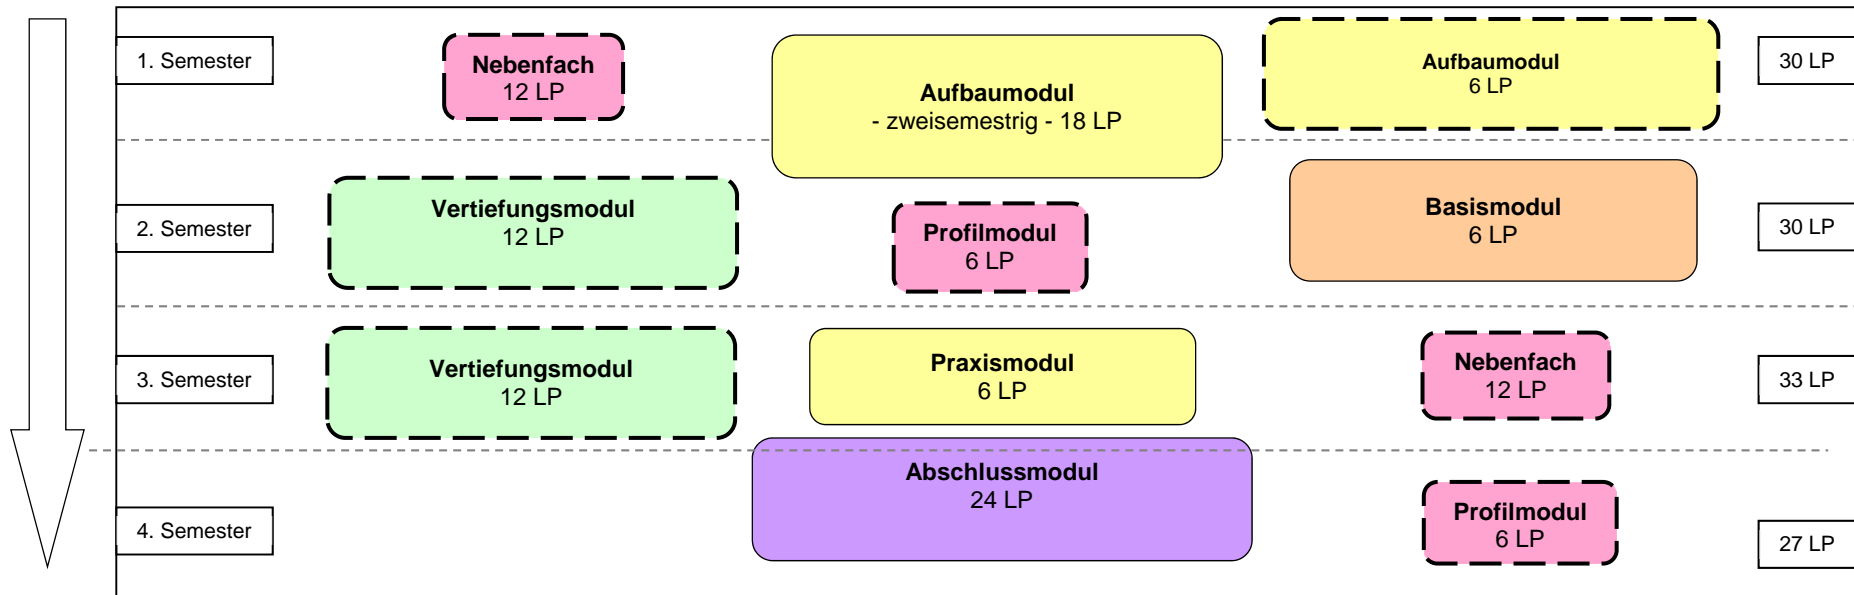 1. Semester
Nebenfach
12 LP
Aufbaumodul
- zweisemestrig - 18 LP
Aufbaumodul
6 LP
30 LP
2. Semester
Vertiefungsmodul
12 LP
Profilmodul
6 LP
Basismodul
6 LP
30 LP
3. Semester
Vertiefungsmodul
12 LP
Praxismodul
6 LP
Nebenfach
12 LP
33 LP
4. Semester
Abschlussmodul
24 LP
Profilmodul
6 LP
27 LP